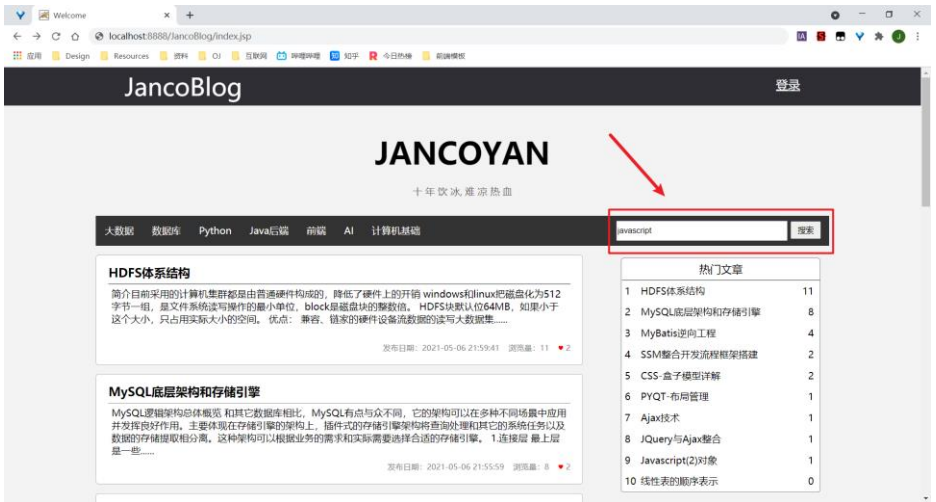 Welcome
localhost:8888/JancoBlog/index.jsp
应用 Design Resources 资料 OJ 互联网 哔哩哔哩 知乎 今日热榜 前端模板
JancoBlog
登录
JANCOYAN
十年饮冰,难凉热血
大数据 数据库 Python Java后端 前端 AI 计算机基础
javascript 搜索
HDFS体系结构
简介目前采用的计算机集群都是由普通硬件构成的，降低了硬件上的开销 windows和linux把磁盘化为512
字节一组，是文件系统读写操作的最小单位，block是磁盘块的整数倍。 HDFS块默认位64MB，如果小于
这个大小，只占用实际大小的空间。 优点： 兼容、链家的硬件设备流数据的读写大数据集......
发布日期：2021-05-06 21:59:41 浏览量：11 ♥2
MySQL底层架构和存储引擎
MySQL逻辑架构总体概览 和其它数据库相比，MySQL有点与众不同，它的架构可以在多种不同场景中应用
并发挥良好作用。主要体现在存储引擎的架构上，插件式的存储引擎架构将查询处理和其它的系统任务以及
数据的存储提取相分离。这种架构可以根据业务的需求和实际需要选择合适的存储引擎。 1.连接层 最上层
是一些......
发布日期：2021-05-06 21:55:59 浏览量：8 ♥2
热门文章
1 HDFS体系结构 11
2 MySQL底层架构和存储引擎 8
3 MyBatis逆向工程 4
4 SSM整合开发流程框架搭建 2
5 CSS-盒子模型详解 2
6 PYQT-布局管理 1
7 Ajax技术 1
8 JQuery与Ajax整合 1
9 Javascript(2)对象 1
10 线性表的顺序表示 0